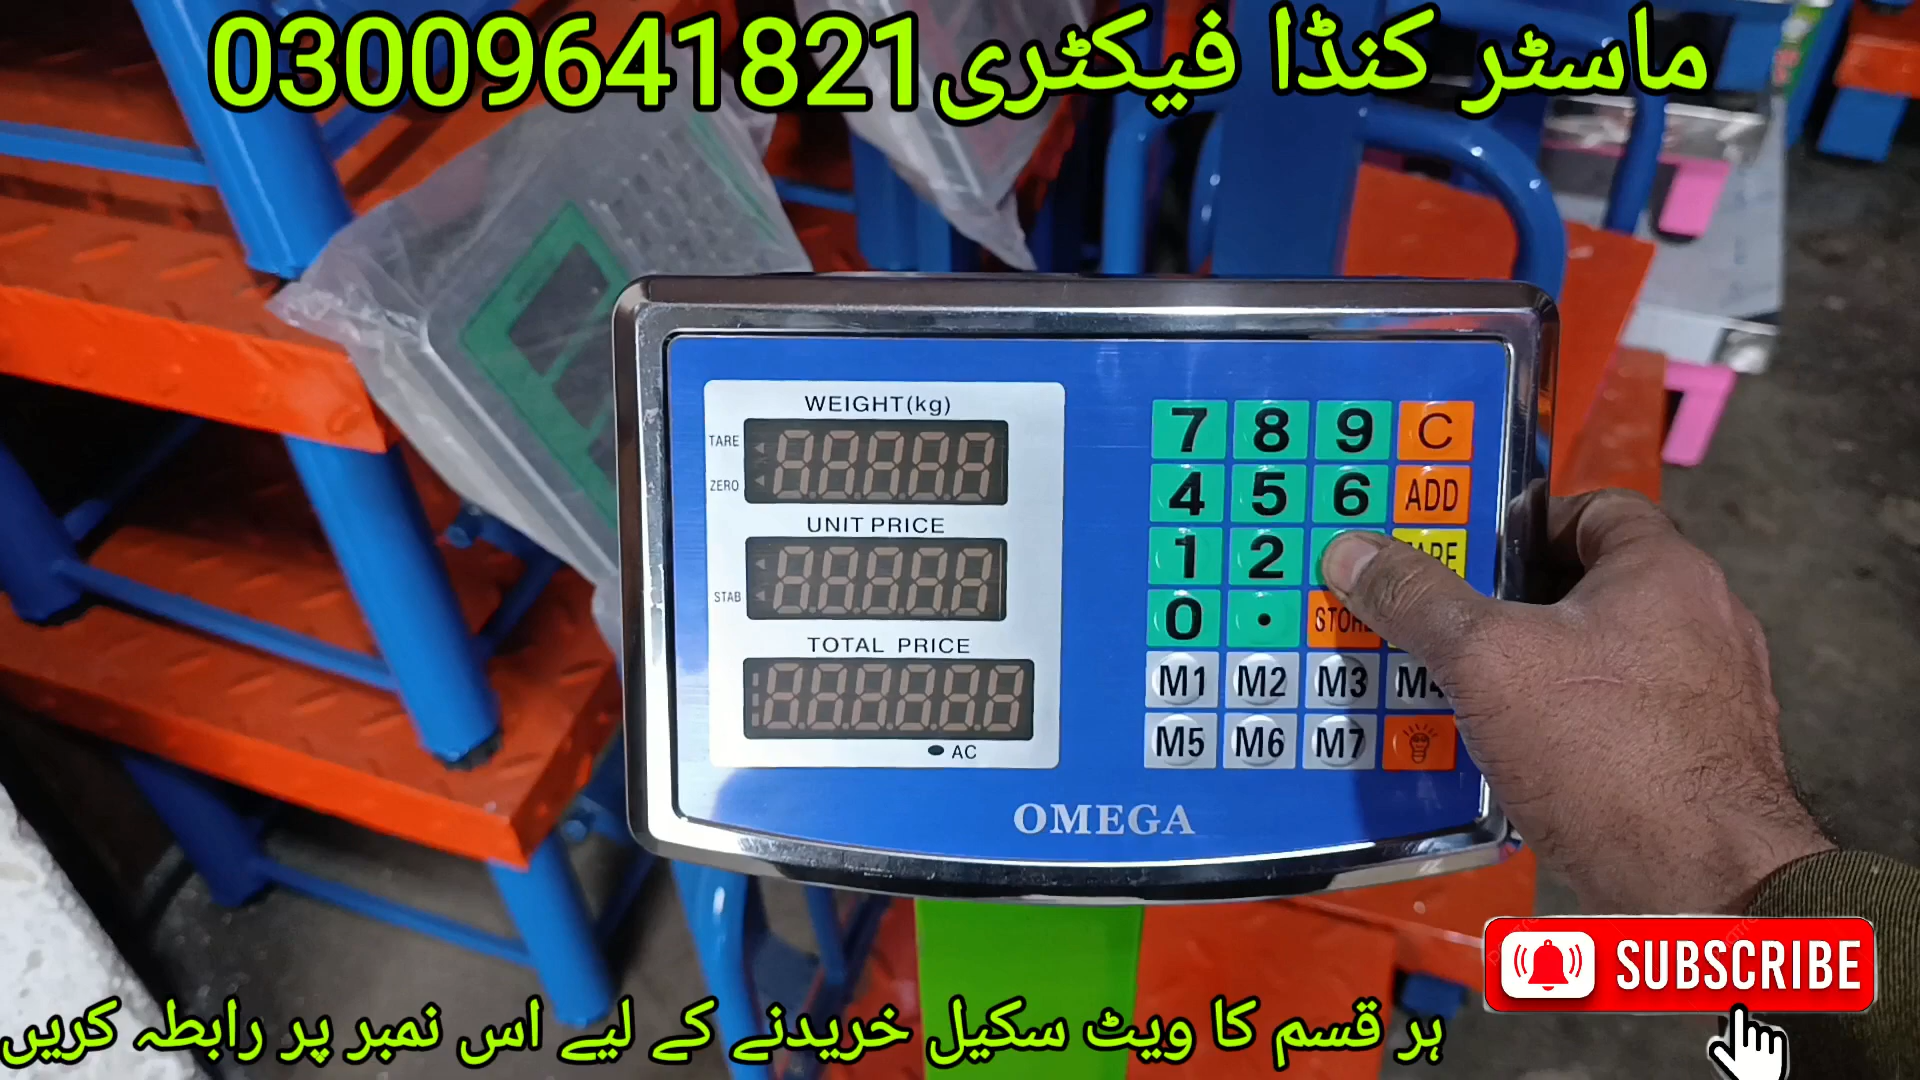 ماسٹر کنڈا فیکٹری 03009641821
WEIGHT(kg)
TARE
ZERO
UNIT PRICE
STAB
TOTAL PRICE
AC
7 8 9 C
4 5 6 ADD
1 2
0 . STORE
M1 M2 M3 M4
M5 M6 M7
OMEGA
SUBSCRIBE
ہر قسم کا ویٹ سکیل خریدنے کے لیے اس نمبر پر رابطہ کریں